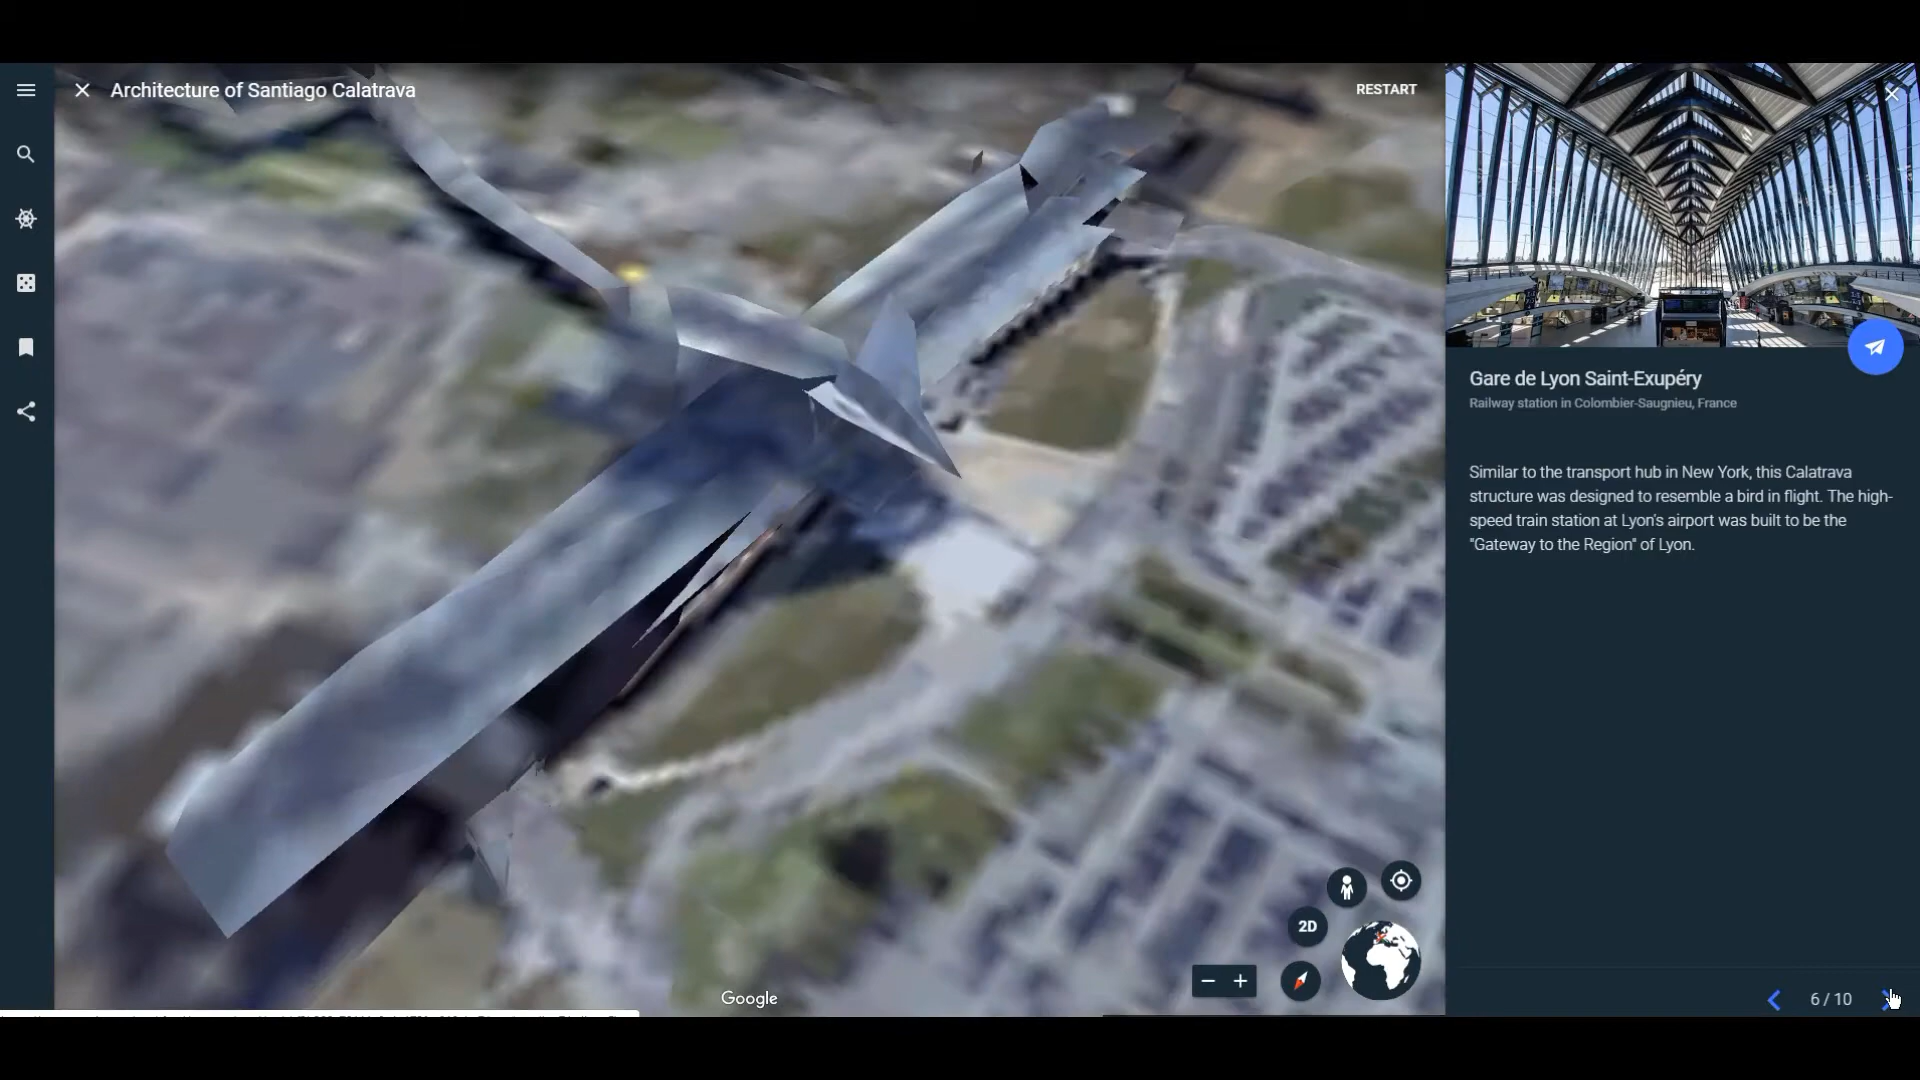 Architecture of Santiago Calatrava
RESTART
Gare de Lyon Saint-Exupéry
Railway station in Colombier-Saugnieu, France
Similar to the transport hub in New York, this Calatrava
structure was designed to resemble a bird in flight. The high-
speed train station at Lyon's airport was built to be the
"Gateway to the Region" of Lyon.
2D
Google
6 / 10